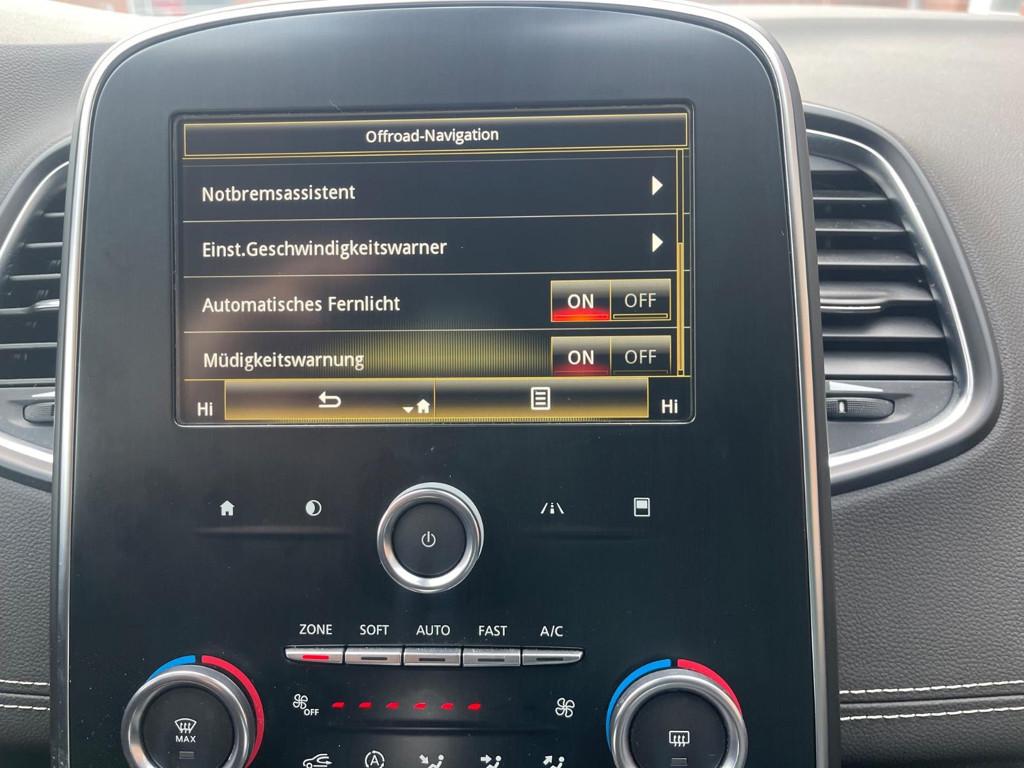 Offroad-Navigation
Notbremsassistent
Einst.Geschwindigkeitswarner
Automatisches Fernlicht ON OFF
Müdigkeitswarnung ON OFF
Hi Hi
ZONE SOFT AUTO FAST A/C
OFF
MAX
A